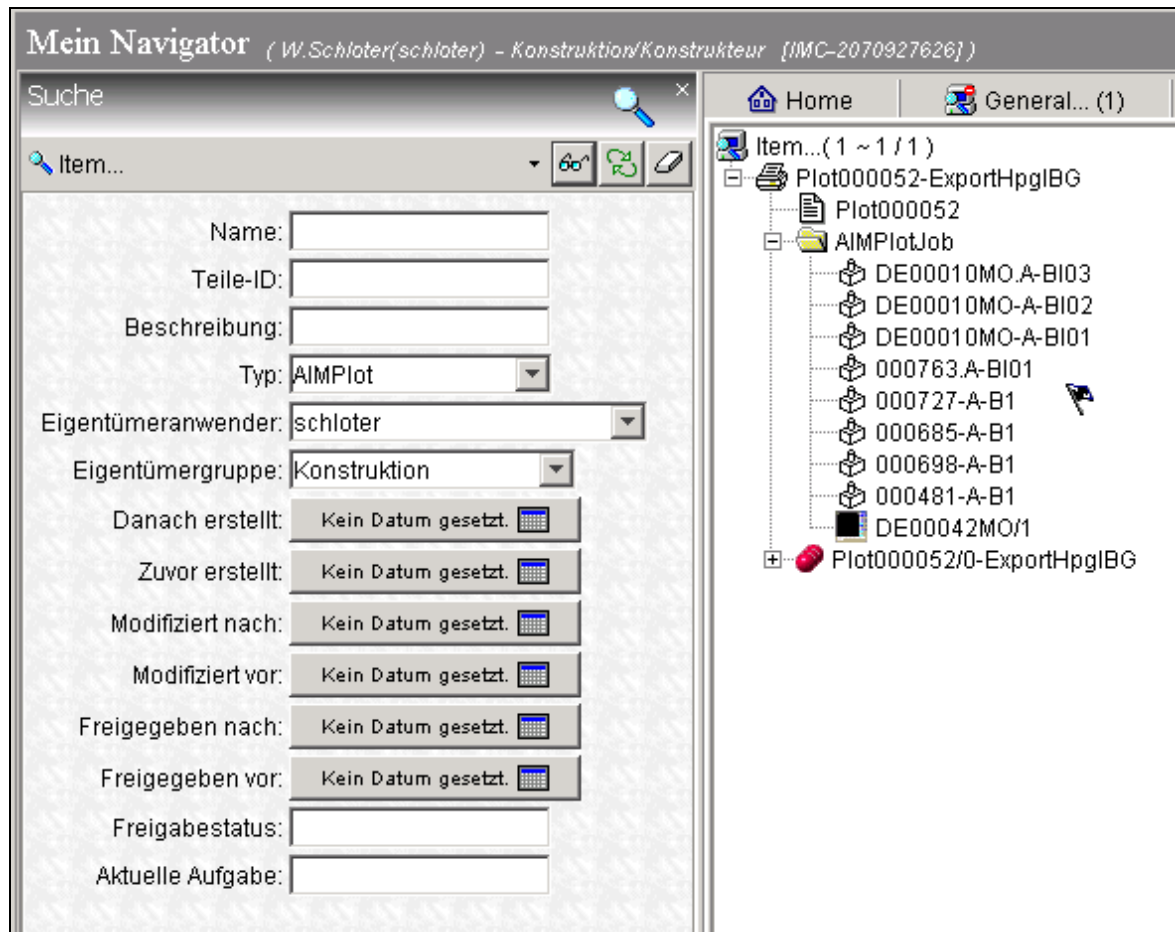 Mein Navigator ( W.Schloter(schloter) – Konstruktion/Konstrukteur [IMC–2070927626] )
Suche
Item...
Name:
Teile-ID:
Beschreibung:
Typ: AIMPlot
Eigentümeranwender: schloter
Eigentümergruppe: Konstruktion
Danach erstellt: Kein Datum gesetzt.
Zuvor erstellt: Kein Datum gesetzt.
Modifiziert nach: Kein Datum gesetzt.
Modifiziert vor: Kein Datum gesetzt.
Freigegeben nach: Kein Datum gesetzt.
Freigegeben vor: Kein Datum gesetzt.
Freigabestatus:
Aktuelle Aufgabe:
Home General... (1)
Item...( 1 ~ 1 / 1 )
Plot000052-ExportHpglBG
Plot000052
AIMPlotJob
DE00010MO.A-Bl03
DE00010MO-A-Bl02
DE00010MO-A-Bl01
000763.A-Bl01
000727-A-B1
000685-A-B1
000698-A-B1
000481-A-B1
DE00042MO/1
Plot000052/0-ExportHpglBG